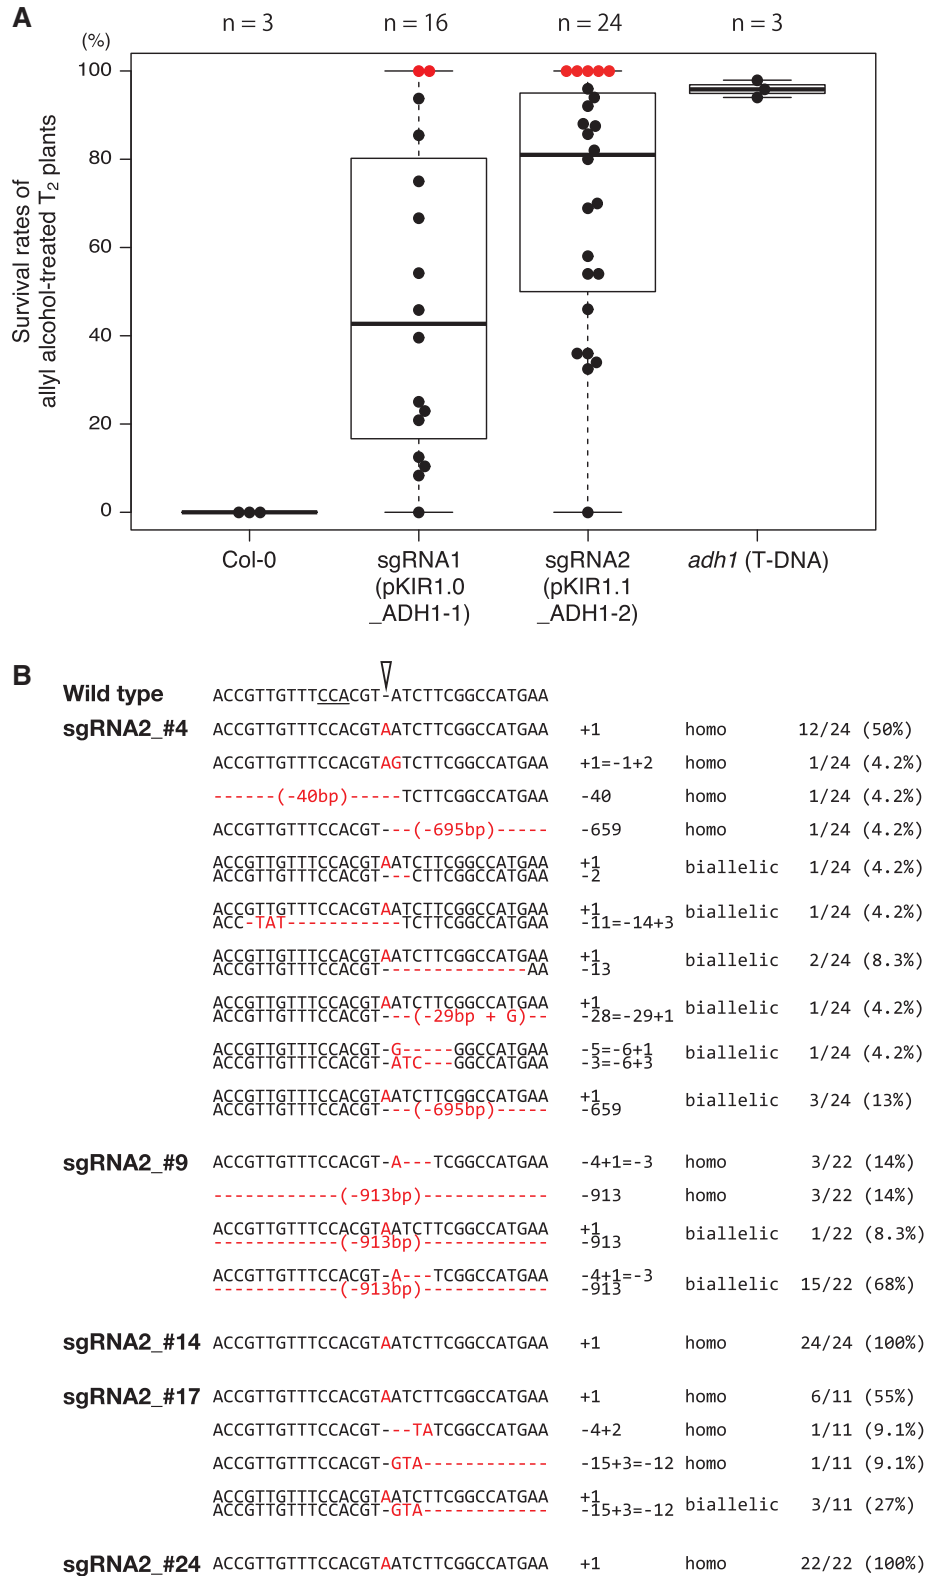 A
n = 3 n = 16 n = 24 n = 3
(%)
100
80
60
40
20
0
Survival rates of
allyl alcohol-treated T2 plants
Col-0 sgRNA1 sgRNA2 adh1 (T-DNA)
(pKIR1.0 (pKIR1.1
_ADH1-1) _ADH1-2)
B
Wild type ACCGTTGTTTCCACGT-ATCTTCGGCCATGAA
sgRNA2_#4 ACCGTTGTTTCCACGTAATCTTCGGCCATGAA +1 homo 12/24 (50%)
ACCGTTGTTTCCACGTAGTCTTCGGCCATGAA +1=-1+2 homo 1/24 (4.2%)
------(-40bp)-----TCTTCGGCCATGAA -40 homo 1/24 (4.2%)
ACCGTTGTTTCCACGT---(-695bp)----- -659 homo 1/24 (4.2%)
ACCGTTGTTTCCACGTAATCTTCGGCCATGAA +1
ACCGTTGTTTCCACGT---CTTCGGCCATGAA -2 biallelic 1/24 (4.2%)
ACCGTTGTTTCCACGTAATCTTCGGCCATGAA +1
ACC-TAT-----------TCTTCGGCCATGAA -11=-14+3 biallelic 1/24 (4.2%)
ACCGTTGTTTCCACGTAATCTTCGGCCATGAA +1
ACCGTTGTTTCCACGT--------------AA -13 biallelic 2/24 (8.3%)
ACCGTTGTTTCCACGTAATCTTCGGCCATGAA +1
ACCGTTGTTTCCACGT---(-29bp + G)-- -28=-29+1 biallelic 1/24 (4.2%)
ACCGTTGTTTCCACGT-G-----GGCCATGAA -5=-6+1
ACCGTTGTTTCCACGT-ATC---GGCCATGAA -3=-6+3 biallelic 1/24 (4.2%)
ACCGTTGTTTCCACGTAATCTTCGGCCATGAA +1
ACCGTTGTTTCCACGT---(-695bp)----- -659 biallelic 3/24 (13%)
sgRNA2_#9 ACCGTTGTTTCCACGT-A---TCGGCCATGAA -4+1=-3 homo 3/22 (14%)
------------(-913bp)------------ -913 homo 3/22 (14%)
ACCGTTGTTTCCACGTAATCTTCGGCCATGAA +1
------------(-913bp)------------ -913 biallelic 1/22 (8.3%)
ACCGTTGTTTCCACGT-A---TCGGCCATGAA -4+1=-3
------------(-913bp)------------ -913 biallelic 15/22 (68%)
sgRNA2_#14 ACCGTTGTTTCCACGTAATCTTCGGCCATGAA +1 homo 24/24 (100%)
sgRNA2_#17 ACCGTTGTTTCCACGTAATCTTCGGCCATGAA +1 homo 6/11 (55%)
ACCGTTGTTTCCACGT---TATCGGCCATGAA -4+2 homo 1/11 (9.1%)
ACCGTTGTTTCCACGT-GTA------------ -15+3=-12 homo 1/11 (9.1%)
ACCGTTGTTTCCACGTAATCTTCGGCCATGAA +1
ACCGTTGTTTCCACGT-GTA------------ -15+3=-12 biallelic 3/11 (27%)
sgRNA2_#24 ACCGTTGTTTCCACGTAATCTTCGGCCATGAA +1 homo 22/22 (100%)